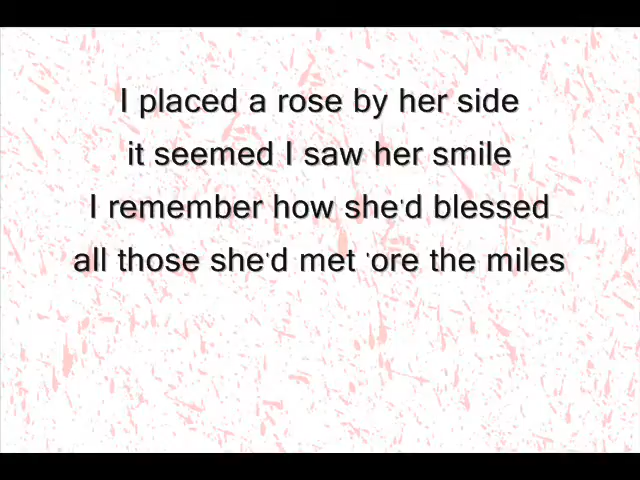 I placed a rose by her side
it seemed I saw her smile
I remember how she'd blessed
all those she'd met 'ore the miles